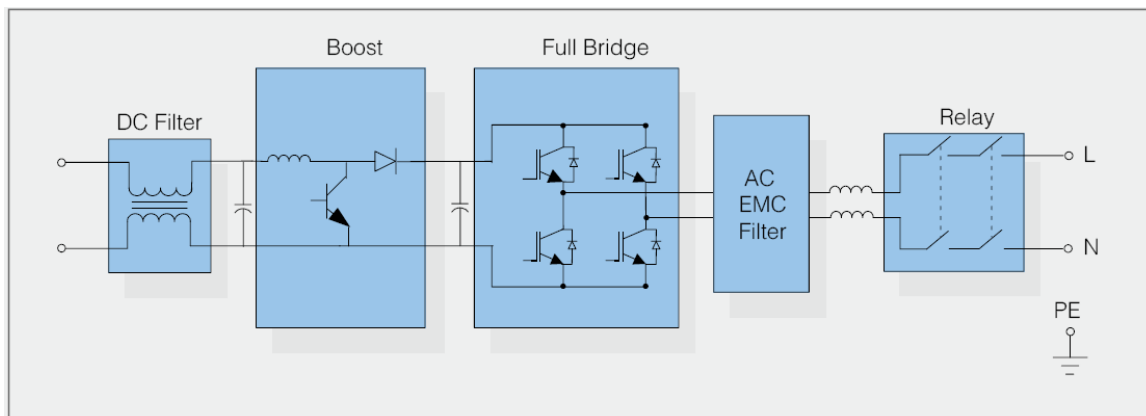 Boost
Full Bridge
DC Filter
Relay
L
AC
EMC
Filter
N
PE